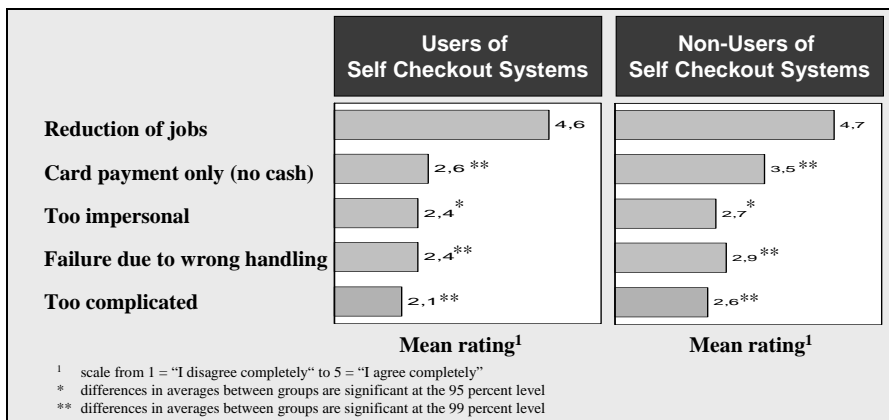 Users of
Self Checkout Systems
Non-Users of
Self Checkout Systems
Reduction of jobs
4,6
4,7
Card payment only (no cash)
2,6 **
3,5 **
Too impersonal
2,4 *
2,7 *
Failure due to wrong handling
2,4 **
2,9 **
Too complicated
2,1 **
2,6 **
Mean rating¹
Mean rating¹
¹ scale from 1 = “I disagree completely“ to 5 = “I agree completely”
* differences in averages between groups are significant at the 95 percent level
** differences in averages between groups are significant at the 99 percent level